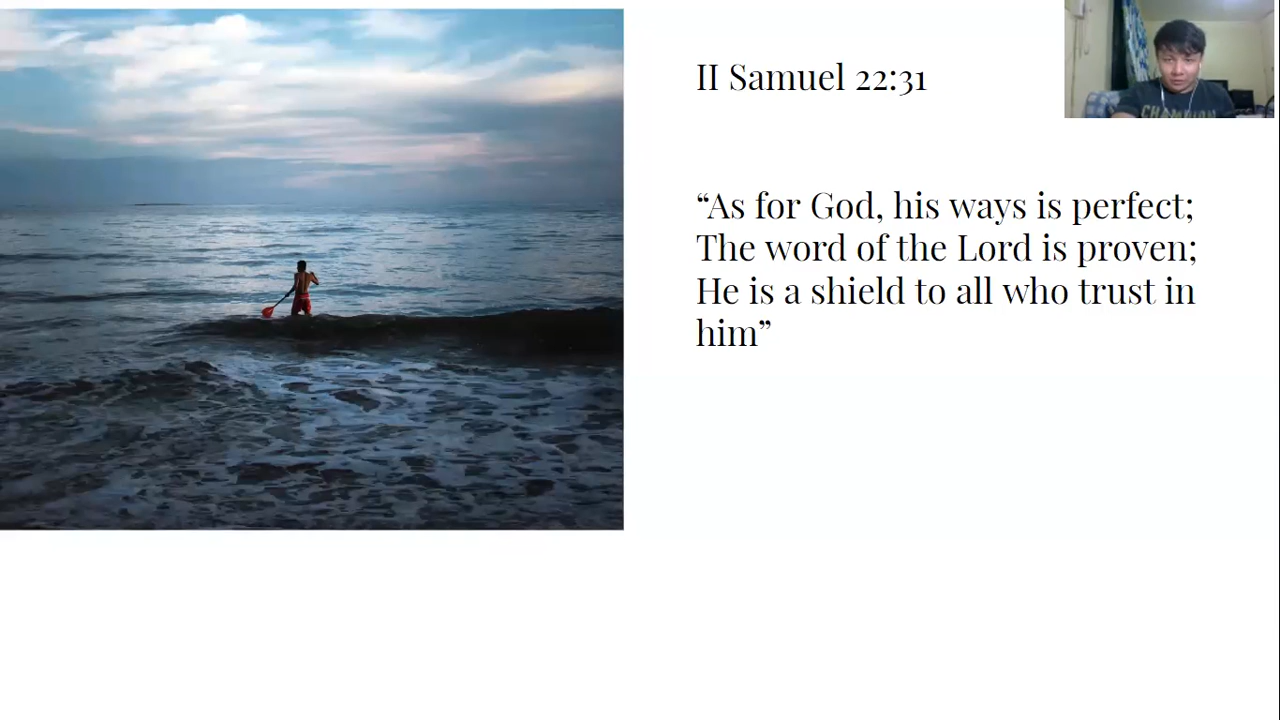 II Samuel 22:31
“As for God, his ways is perfect;
The word of the Lord is proven;
He is a shield to all who trust in
him”
CHAMPION